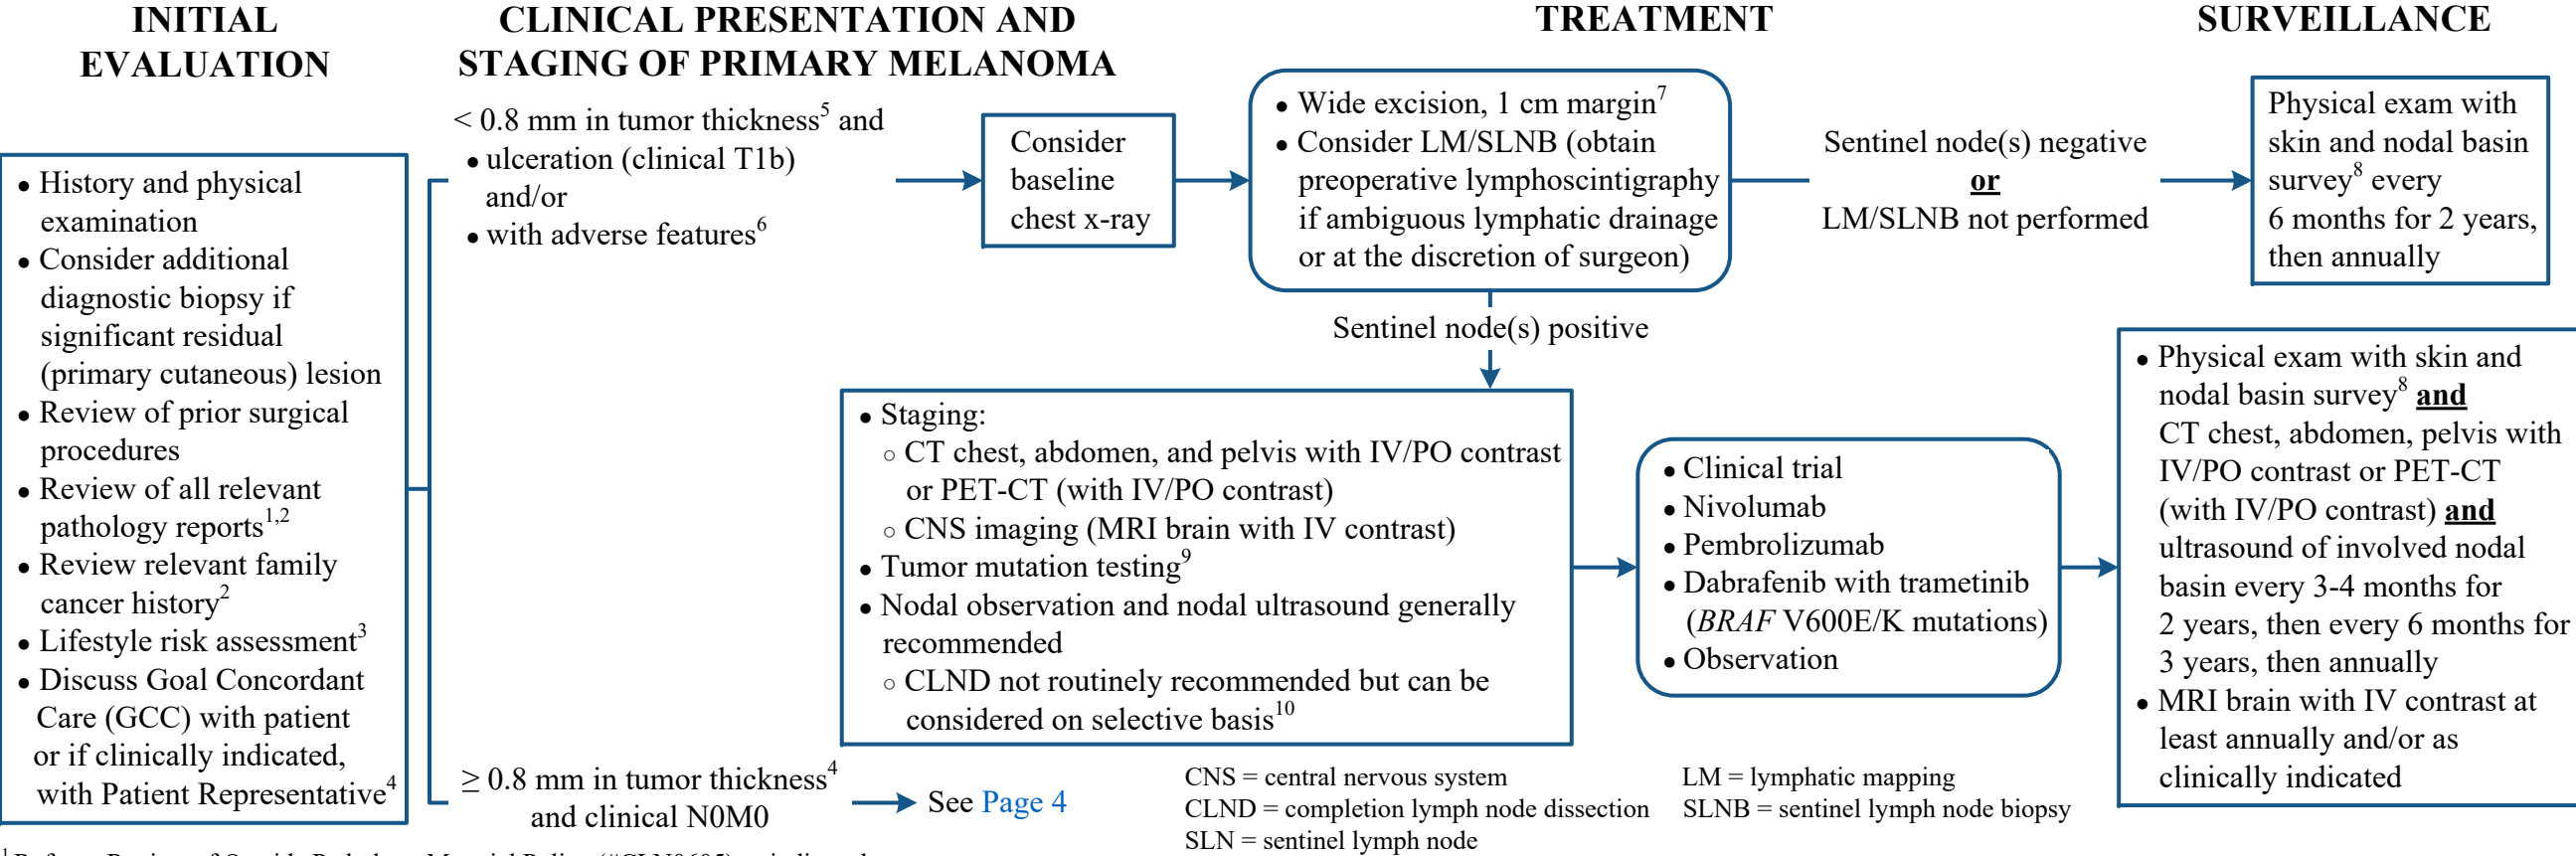 INITIAL
EVALUATION
CLINICAL PRESENTATION AND
STAGING OF PRIMARY MELANOMA
TREATMENT
SURVEILLANCE
● History and physical
examination
● Consider additional
diagnostic biopsy if
significant residual
(primary cutaneous) lesion
● Review of prior surgical
procedures
● Review of all relevant
pathology reports1,2
● Review relevant family
cancer history2
● Lifestyle risk assessment3
● Discuss Goal Concordant
Care (GCC) with patient
or if clinically indicated,
with Patient Representative4
< 0.8 mm in tumor thickness5 and
● ulceration (clinical T1b)
and/or
● with adverse features6
Consider
baseline
chest x-ray
● Wide excision, 1 cm margin7
● Consider LM/SLNB (obtain
preoperative lymphoscintigraphy
if ambiguous lymphatic drainage
or at the discretion of surgeon)
Sentinel node(s) negative
or
LM/SLNB not performed
Physical exam with
skin and nodal basin
survey8 every
6 months for 2 years,
then annually
Sentinel node(s) positive
● Staging:
○ CT chest, abdomen, and pelvis with IV/PO contrast
or PET-CT (with IV/PO contrast)
○ CNS imaging (MRI brain with IV contrast)
● Tumor mutation testing9
● Nodal observation and nodal ultrasound generally
recommended
○ CLND not routinely recommended but can be
considered on selective basis10
● Clinical trial
● Nivolumab
● Pembrolizumab
● Dabrafenib with trametinib
(BRAF V600E/K mutations)
● Observation
● Physical exam with skin and
nodal basin survey8 and
CT chest, abdomen, pelvis with
IV/PO contrast or PET-CT
(with IV/PO contrast) and
ultrasound of involved nodal
basin every 3-4 months for
2 years, then every 6 months for
3 years, then annually
● MRI brain with IV contrast at
least annually and/or as
clinically indicated
≥ 0.8 mm in tumor thickness4
and clinical N0M0
See Page 4
CNS = central nervous system
CLND = completion lymph node dissection
SLN = sentinel lymph node
LM = lymphatic mapping
SLNB = sentinel lymph node biopsy